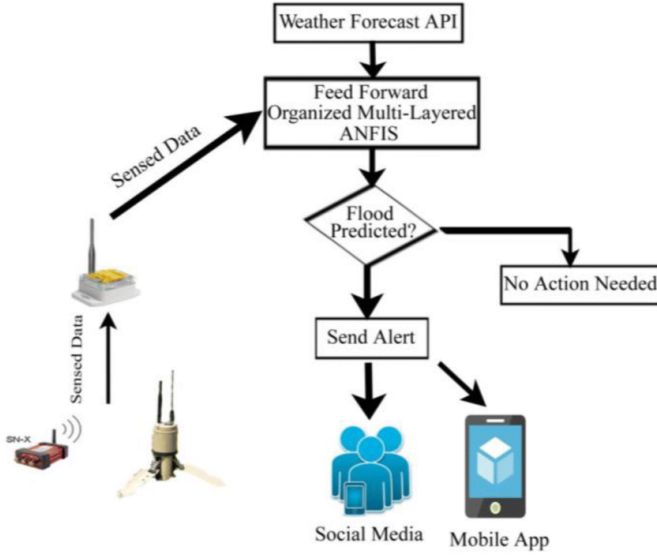 Weather Forecast API
Feed Forward
Organized Multi-Layered
ANFIS
Sensed Data
Flood
Predicted?
No Action Needed
Send Alert
Sensed Data
SN-X
Social Media
Mobile App